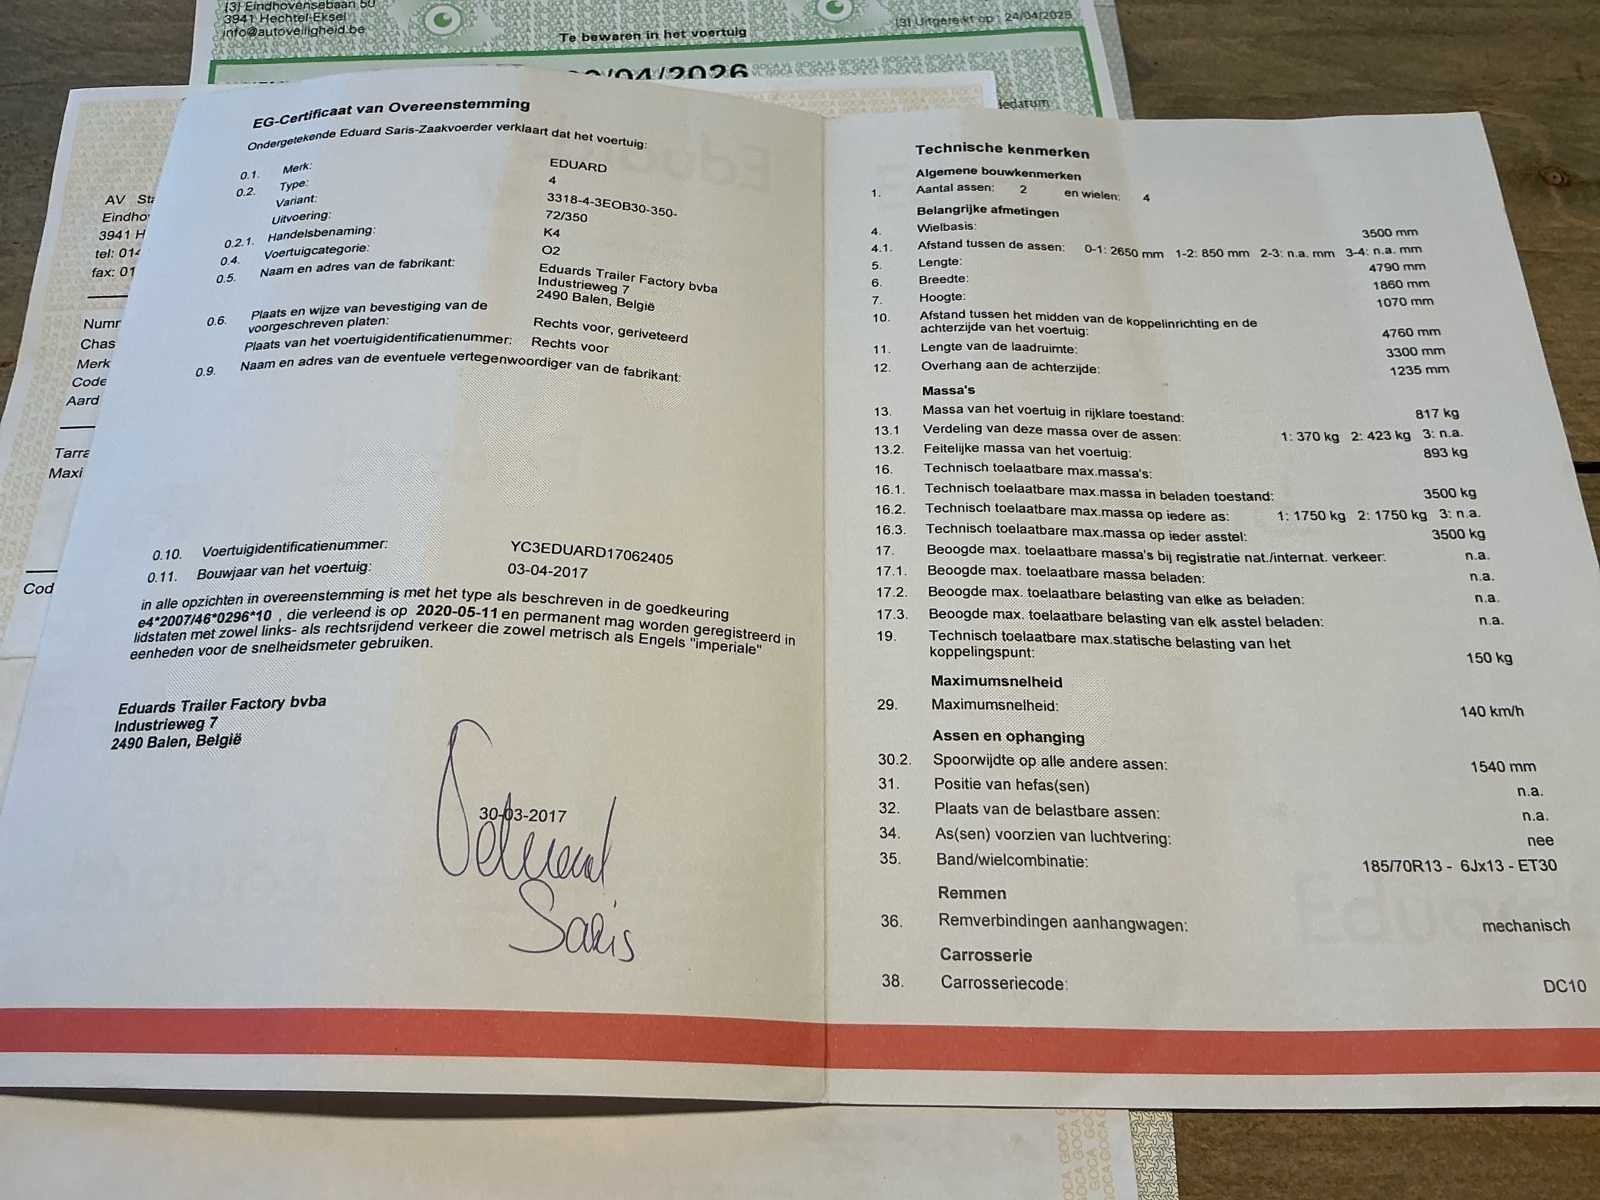 [3] Eindhovensebaan 50
3941 Hechtel-Eksel
info@autoveiligheid.be
Te bewaren in het voertuig
[9] Uitgereikt op : 24/04/2025
/04/2026
AV
Eindho
3941 H
tel:
fax: 01
Numr
Chas
Merk
Code
Aard
Tarra
Maxi
Cod
EG-Certificaat van Overeenstemming
Ondergetekende Eduard Saris-Zaakvoerder verklaart dat het voertuig:
0.1. Merk: EDUARD
0.2. Type: 4
Variant: 3318-4-3EOB30-350-
Uitvoering: 72/350
0.2.1. Handelsbenaming: K4
0.4. Voertuigcategorie: O2
0.5. Naam en adres van de fabrikant: Eduards Trailer Factory bvba
Industrieweg 7
2490 Balen, België
0.6. Plaats en wijze van bevestiging van de
voorgeschreven platen: Rechts voor, geriveteerd
Plaats van het voertuigidentificatienummer: Rechts voor
0.9. Naam en adres van de eventuele vertegenwoordiger van de fabrikant:
0.10. Voertuigidentificatienummer: YC3EDUARD17062405
0.11. Bouwjaar van het voertuig: 03-04-2017
in alle opzichten in overeenstemming is met het type als beschreven in de goedkeuring
e4*2007/46*0296*10 , die verleend is op 2020-05-11 en permanent mag worden geregistreerd in
lidstaten met zowel links- als rechtsrijdend verkeer die zowel metrisch als Engels "imperiale"
eenheden voor de snelheidsmeter gebruiken.
Eduards Trailer Factory bvba
Industrieweg 7
2490 Balen, België
30-03-2017
Eduard
Saris
Technische kenmerken
Algemene bouwkenmerken
1. Aantal assen: 2 en wielen: 4
Belangrijke afmetingen
4. Wielbasis: 3500 mm
4.1. Afstand tussen de assen: 0-1: 2650 mm 1-2: 850 mm 2-3: n.a. mm 3-4: n.a. mm
5. Lengte: 4790 mm
6. Breedte: 1860 mm
7. Hoogte: 1070 mm
10. Afstand tussen het midden van de koppelinrichting en de
achterzijde van het voertuig: 4760 mm
11. Lengte van de laadruimte: 3300 mm
12. Overhang aan de achterzijde: 1235 mm
Massa's
13. Massa van het voertuig in rijklare toestand: 817 kg
13.1 Verdeling van deze massa over de assen: 1: 370 kg 2: 423 kg 3: n.a.
13.2. Feitelijke massa van het voertuig: 893 kg
16. Technisch toelaatbare max.massa's:
16.1. Technisch toelaatbare max.massa in beladen toestand: 3500 kg
16.2. Technisch toelaatbare max.massa op iedere as: 1: 1750 kg 2: 1750 kg 3: n.a.
16.3. Technisch toelaatbare max.massa op ieder asstel: 3500 kg
17. Beoogde max. toelaatbare massa's bij registratie nat./internat. verkeer: n.a.
17.1. Beoogde max. toelaatbare massa beladen: n.a.
17.2. Beoogde max. toelaatbare belasting van elke as beladen: n.a.
17.3. Beoogde max. toelaatbare belasting van elk asstel beladen: n.a.
19. Technisch toelaatbare max.statische belasting van het
koppelingspunt: 150 kg
Maximumsnelheid
29. Maximumsnelheid: 140 km/h
Assen en ophanging
30.2. Spoorwijdte op alle andere assen: 1540 mm
31. Positie van hefas(sen) n.a.
32. Plaats van de belastbare assen: n.a.
34. As(sen) voorzien van luchtvering: nee
35. Band/wielcombinatie: 185/70R13 - 6Jx13 - ET30
Remmen
36. Remverbindingen aanhangwagen: mechanisch
Carrosserie
38. Carrosseriecode: DC10